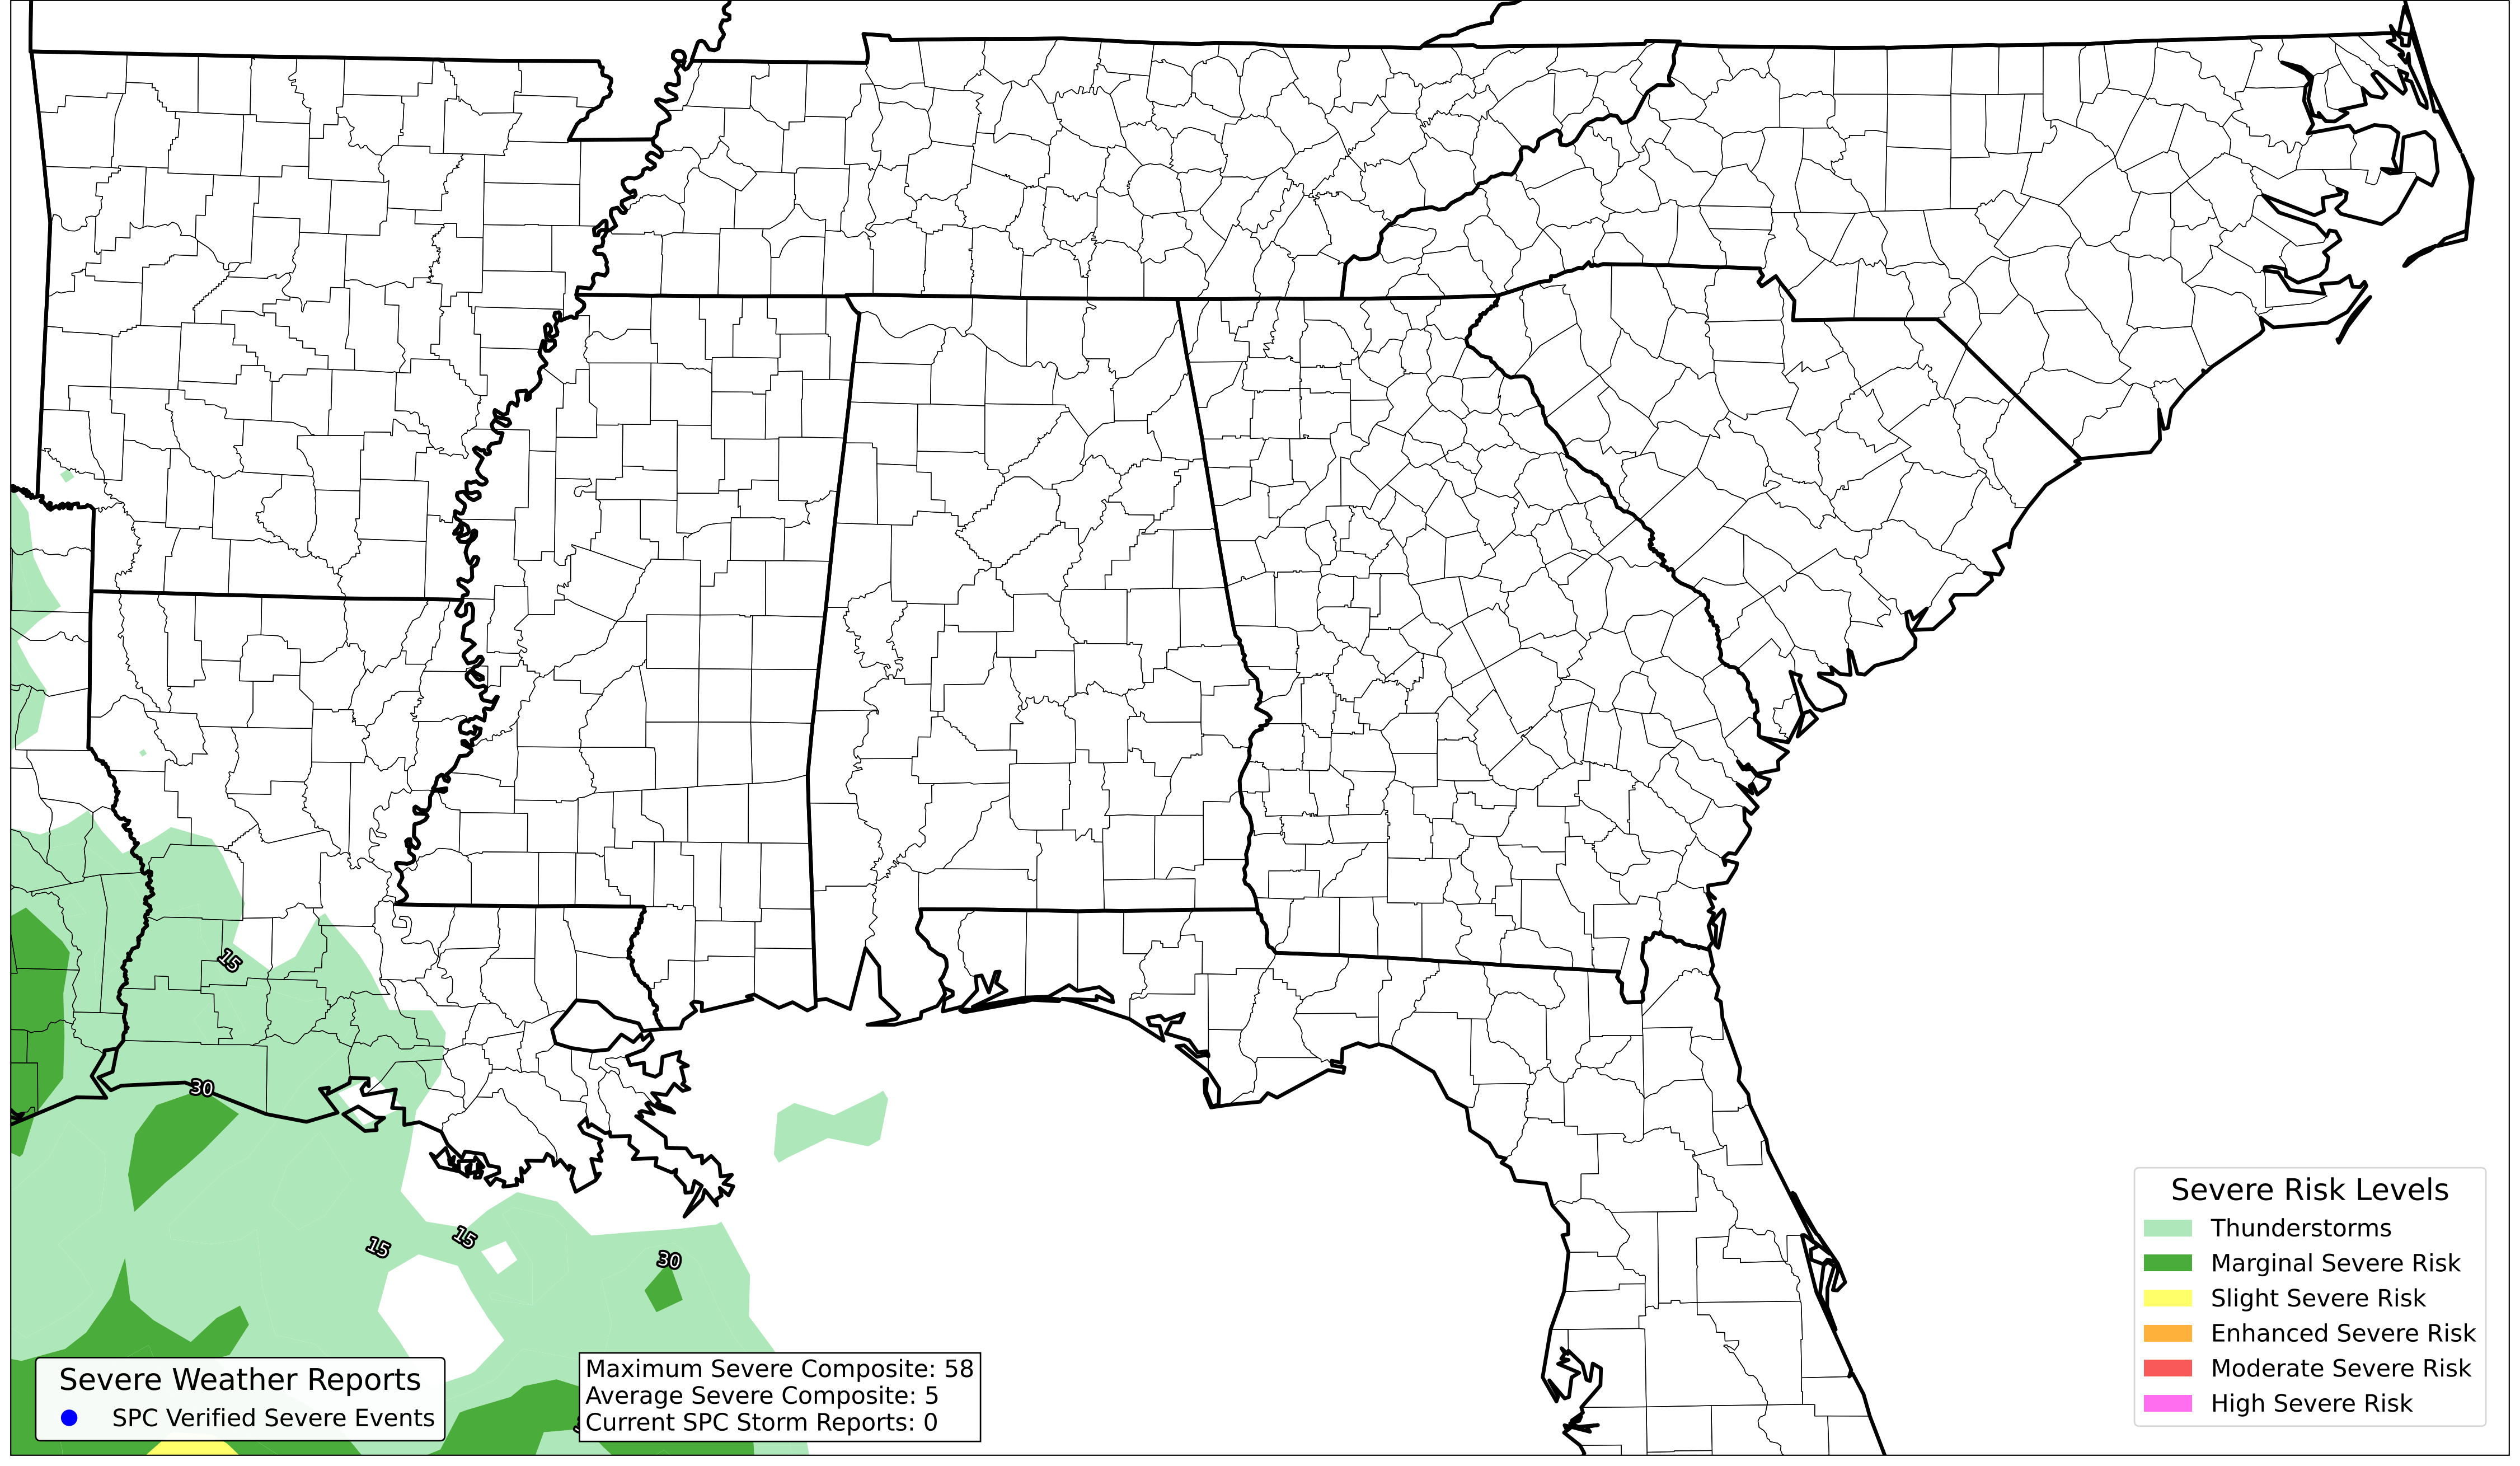 15
30
15
15
30
Severe Weather Reports
SPC Verified Severe Events
Maximum Severe Composite: 58
Average Severe Composite: 5
Current SPC Storm Reports: 0
Severe Risk Levels
Thunderstorms
Marginal Severe Risk
Slight Severe Risk
Enhanced Severe Risk
Moderate Severe Risk
High Severe Risk